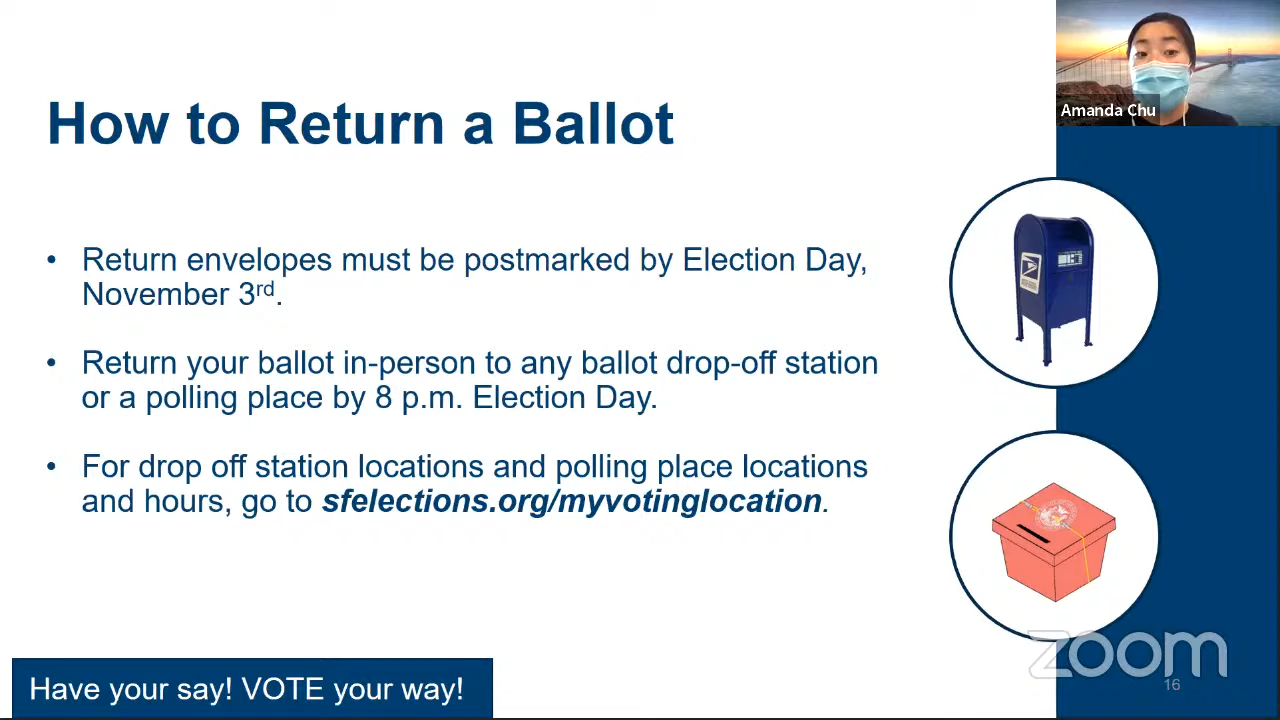 Amanda Chu
How to Return a Ballot
• Return envelopes must be postmarked by Election Day,
November 3rd.
• Return your ballot in-person to any ballot drop-off station
or a polling place by 8 p.m. Election Day.
• For drop off station locations and polling place locations
and hours, go to sfelections.org/myvotinglocation.
Have your say! VOTE your way!
zoom
16